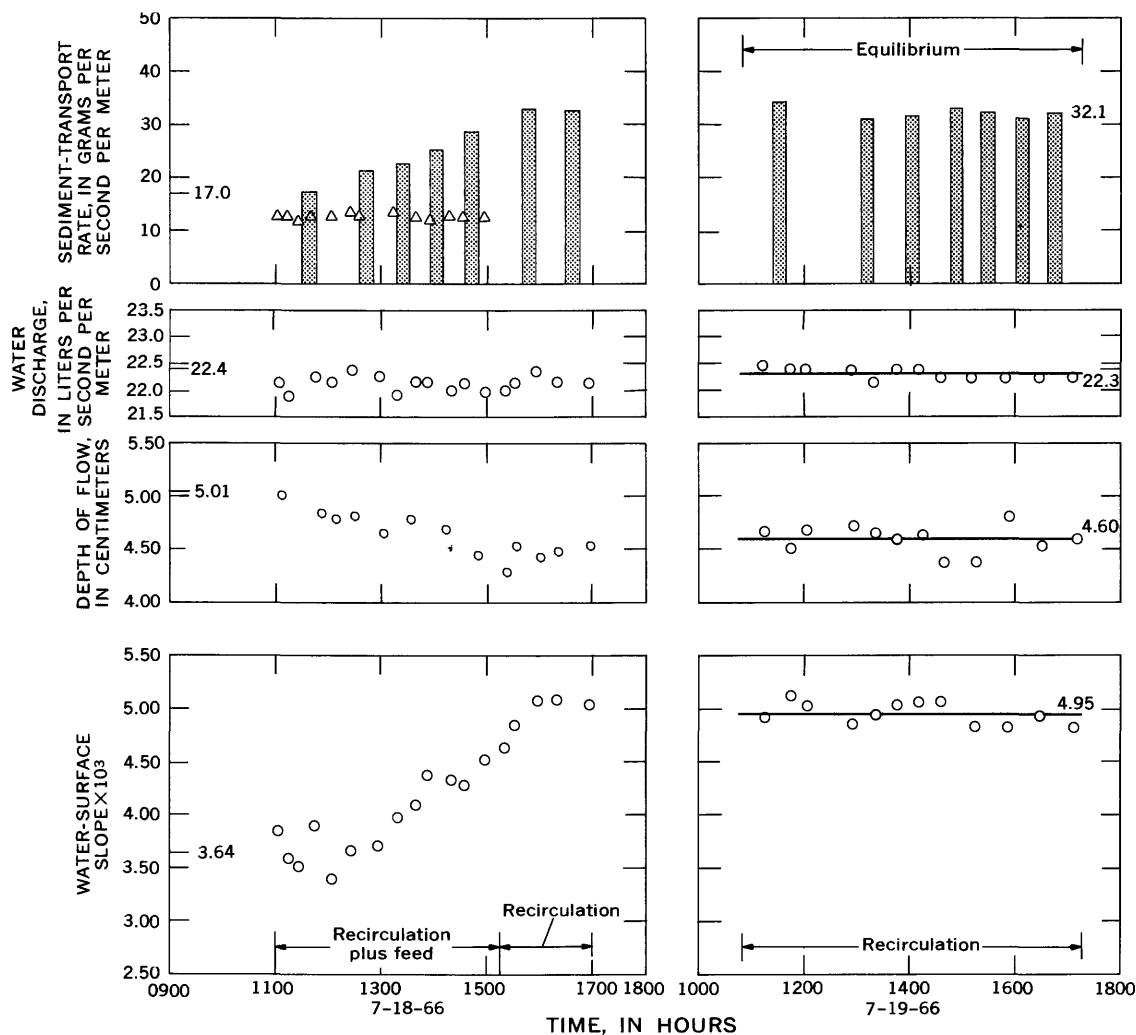 SEDIMENT-TRANSPORT
RATE, IN GRAMS PER
SECOND PER METER
50
40
30
20
17.0
10
0
Equilibrium
32.1
WATER
DISCHARGE,
IN LITERS PER
SECOND PER
METER
23.5
23.0
22.5
22.4
22.0
21.5
22.3
DEPTH OF FLOW,
IN CENTIMETERS
5.50
5.01
5.00
4.50
4.00
4.60
WATER-SURFACE
SLOPE×10³
5.50
5.00
4.50
4.00
3.64
3.50
3.00
2.50
4.95
Recirculation
plus feed
Recirculation
Recirculation
0900 1100 1300 1500 1700 1800
7-18-66
1000 1200 1400 1600 1800
7-19-66
TIME, IN HOURS